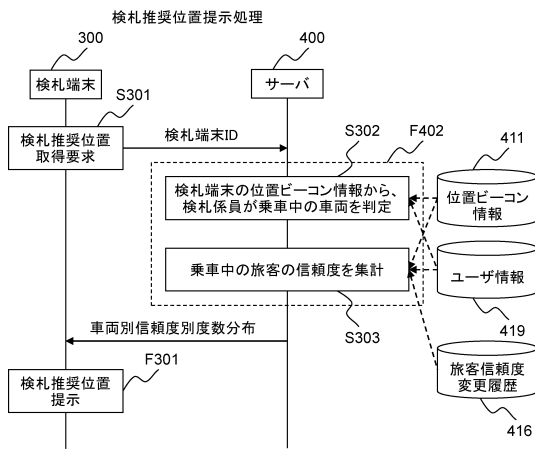 検札推奨位置提示処理
300
400
検札端末
サーバ
S301
検札推奨位置
取得要求
検札端末ID
S302
F402
411
検札端末の位置ビーコン情報から、
検札係員が乗車中の車両を判定
位置ビーコン
情報
乗車中の旅客の信頼度を集計
ユーザ情報
419
S303
車両別信頼度別度数分布
F301
検札推奨位置
提示
旅客信頼度
変更履歴
416